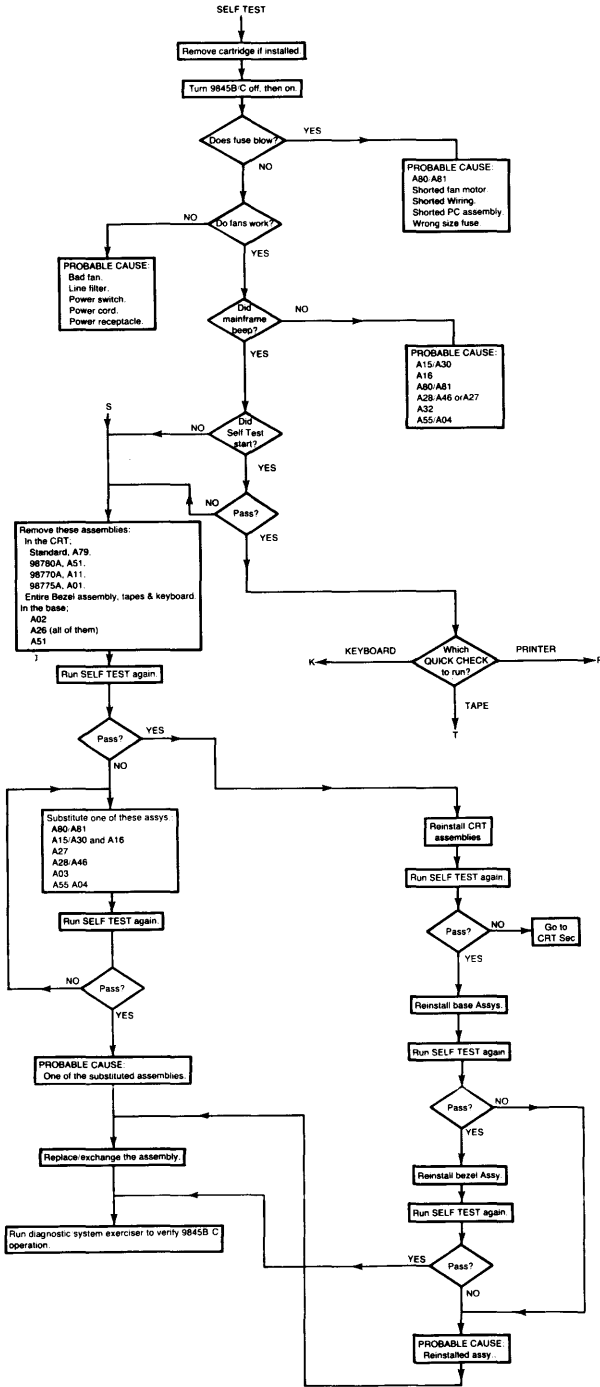 SELF TEST
Remove cartridge if installed.
Turn 9845B/C off, then on.
Does fuse blow?
YES
NO
PROBABLE CAUSE:
A80/A81
Shorted fan motor.
Shorted Wiring.
Shorted PC assembly.
Wrong size fuse.
Do fans work?
NO
YES
PROBABLE CAUSE:
Bad fan.
Line filter.
Power switch.
Power cord.
Power receptacle.
Did
mainframe
beep?
NO
YES
PROBABLE CAUSE:
A15/A30
A16
A80/A81
A28/A46 orA27
A32
A55/A04
S
Did
Self Test
start?
NO
YES
Pass?
NO
YES
Remove these assemblies:
In the CRT;
Standard, A79.
98780A, A51.
98770A, A11.
98775A, A01.
Entire Bezel assembly, tapes & keyboard.
In the base;
A02
A26 (all of them)
A51
Which
QUICK CHECK
to run?
KEYBOARD
K
PRINTER
P
TAPE
T
Run SELF TEST again.
Pass?
YES
NO
Substitute one of these assys.:
A80/A81
A15/A30 and A16
A27
A28/A46
A03
A55 A04
Run SELF TEST again.
Pass?
NO
YES
PROBABLE CAUSE:
One of the substituted assemblies.
Replace/exchange the assembly.
Run diagnostic system exerciser to verify 9845B C
operation.
Reinstall CRT
assemblies
Run SELF TEST again.
Pass?
NO
Go to
CRT Sec
YES
Reinstall base Assys.
Run SELF TEST again
Pass?
NO
YES
Reinstall bezel Assy.
Run SELF TEST again.
Pass?
YES
NO
PROBABLE CAUSE:
Reinstalled assy..